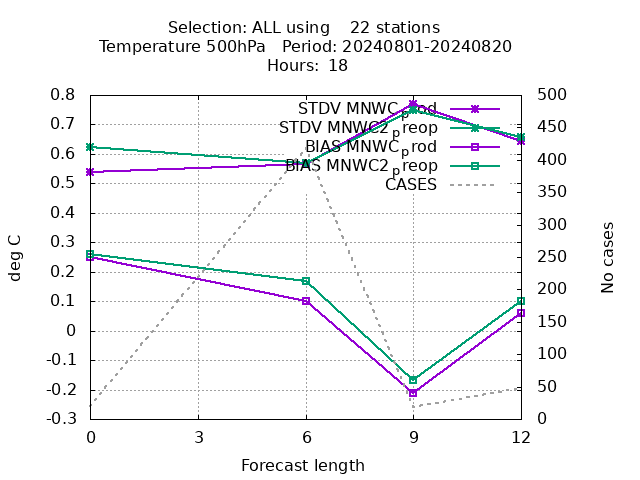 Selection: ALL using 22 stations
Temperature 500hPa Period: 20240801-20240820
Hours: 18
0.8
0.7
0.6
0.5
0.4
0.3
0.2
0.1
0
-0.1
-0.2
-0.3
deg C
STDV MNWC_prod
STDV MNWC2_preop
BIAS MNWC_prod
BIAS MNWC2_preop
CASES
500
450
400
350
300
250
200
150
100
50
0
No cases
0 3 6 9 12
Forecast length